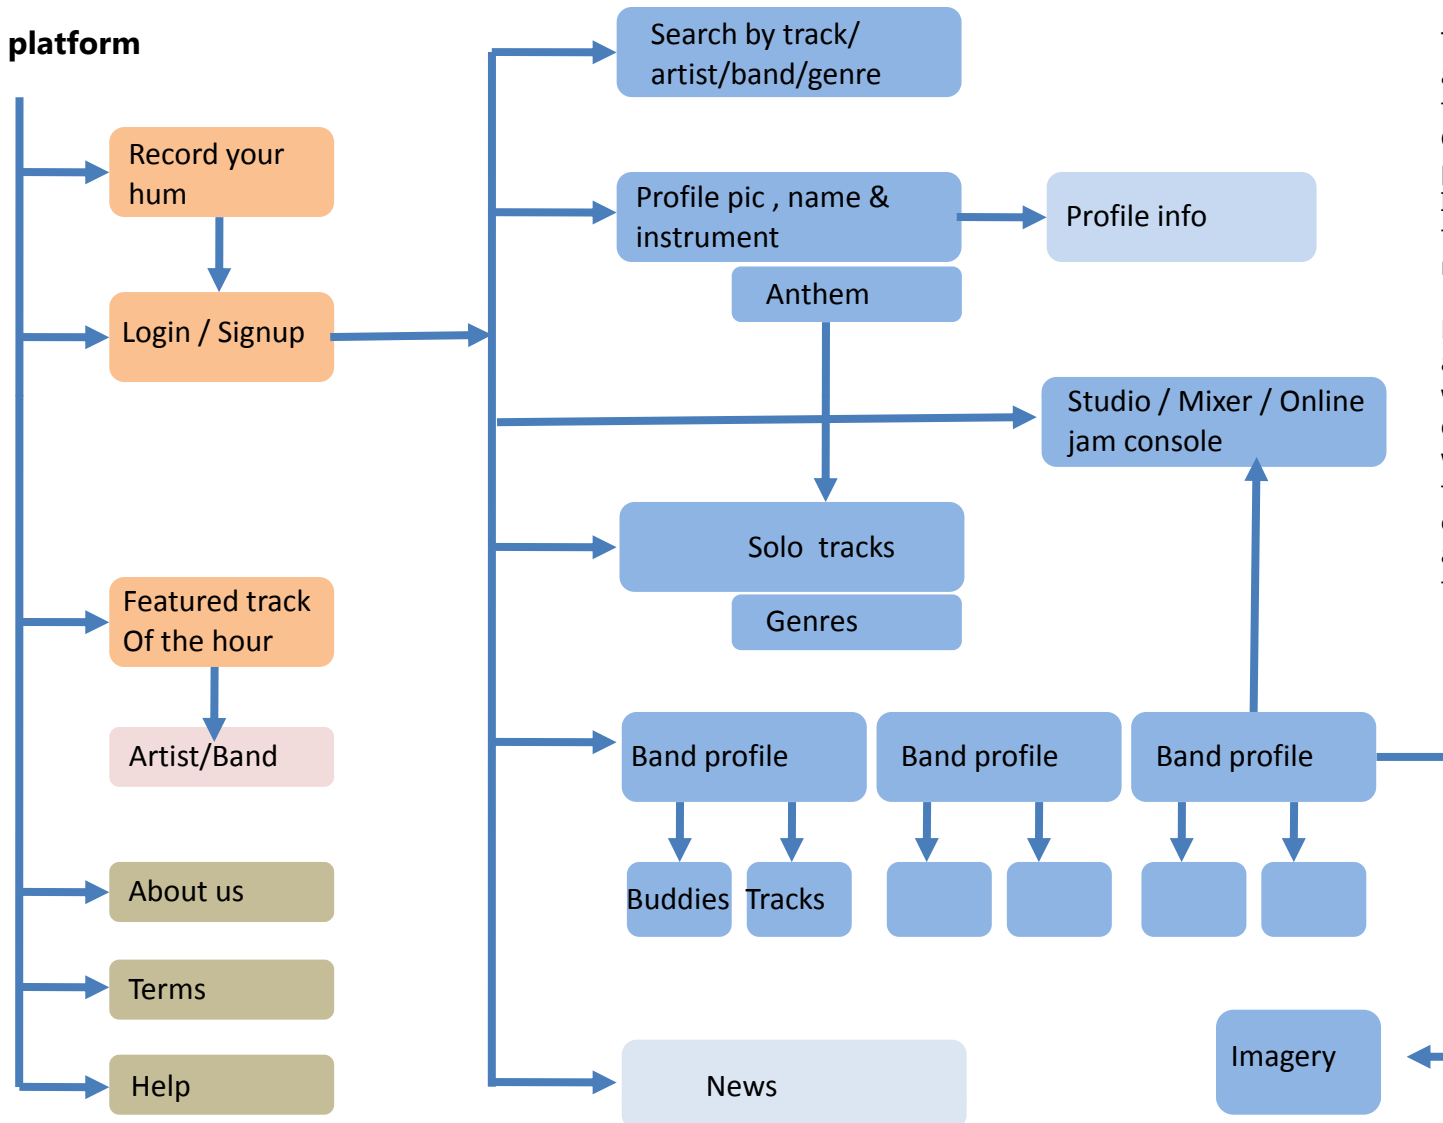 platform
Record your
hum
Login / Signup
Featured track
Of the hour
Artist/Band
About us
Terms
Help
Search by track/
artist/band/genre
Profile pic , name &
instrument
Profile info
Anthem
Studio / Mixer / Online
jam console
Solo tracks
Genres
Band profile
Band profile
Band profile
Buddies
Tracks
Imagery
News